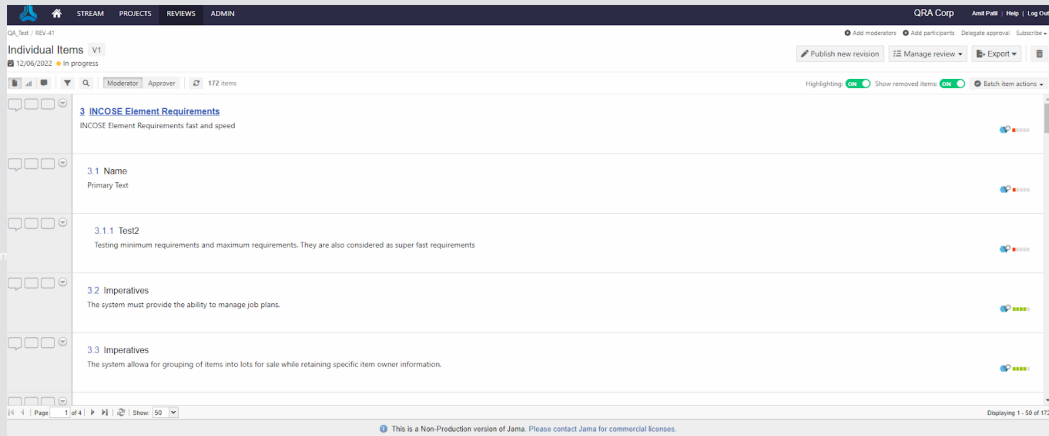 STREAM PROJECTS REVIEWS ADMIN QRA Corp Amit Patil | Help | Log Out
QA_Test / REV-41 Add moderators Add participants Delegate approval Subscribe
Individual Items V1 Publish new revision Manage review Export
12/06/2022 In progress
Moderator Approver 172 items Highlighting: ON Show removed items: ON Batch item actions
3 INCOSE Element Requirements
INCOSE Element Requirements fast and speed
3.1 Name
Primary Text
3.1.1 Test2
Testing minimum requirements and maximum requirements. They are also considered as super fast requirements
3.2 Imperatives
The system must provide the ability to manage job plans.
3.3 Imperatives
The system allowa for grouping of items into lots for sale while retaining specific item owner information.
Page 1 of 4 Show: 50 Displaying 1 - 50 of 172
This is a Non-Production version of Jama. Please contact Jama for commercial licenses.